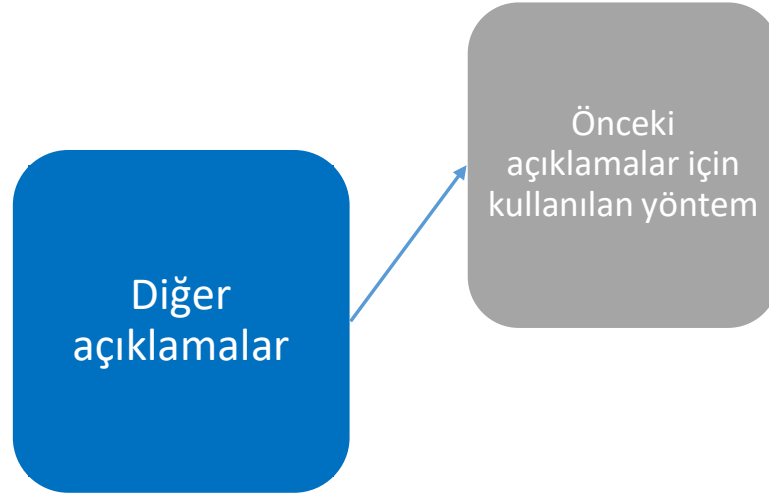 Önceki
açıklamalar için
kullanılan yöntem
Diğer
açıklamalar